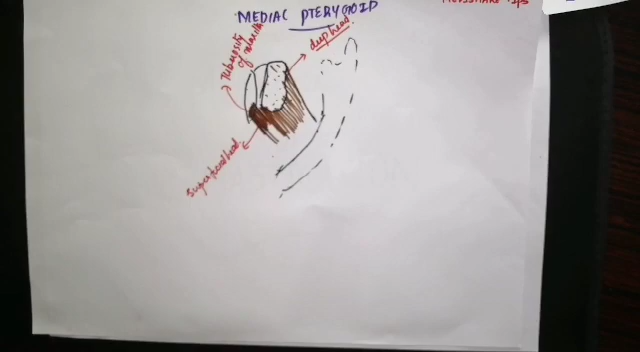 MEDIAL PTERYGOID
Tuberosity
of maxilla
deep head
Superficial head